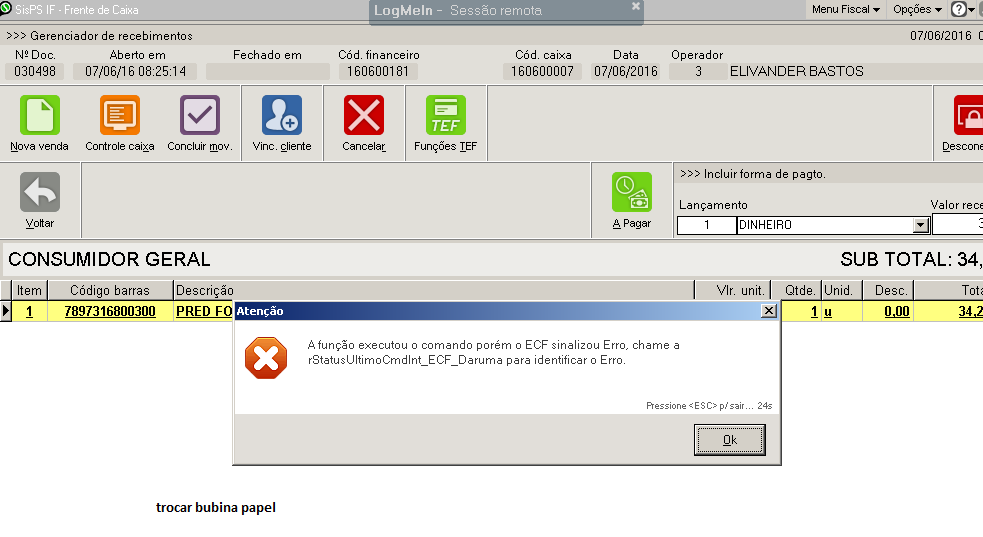 SisPS IF - Frente de Caixa
LogMeIn - Sessão remota
Menu Fiscal Opções
>>> Gerenciador de recebimentos 07/06/2016
Nº Doc. Aberto em Fechado em Cód. financeiro Cód. caixa Data Operador
030498 07/06/16 08:25:14 160600181 160600007 07/06/2016 3 ELIVANDER BASTOS
TEF
Nova venda Controle caixa Concluir mov. Vinc. cliente Cancelar Funções TEF Descone
>>> Incluir forma de pagto.
Lançamento Valor rece
Voltar A Pagar 1 DINHEIRO 3
CONSUMIDOR GERAL SUB TOTAL: 34,
Item Código barras Descrição Vlr. unit. Qtde. Unid. Desc. Tota
1 7897316800300 PRED FO 1 u 0,00 34,2
Atenção
A função executou o comando porém o ECF sinalizou Erro, chame a
rStatusUltimoCmdInt_ECF_Daruma para identificar o Erro.
Pressione <ESC> p/ sair... 24s
Ok
trocar bubina papel